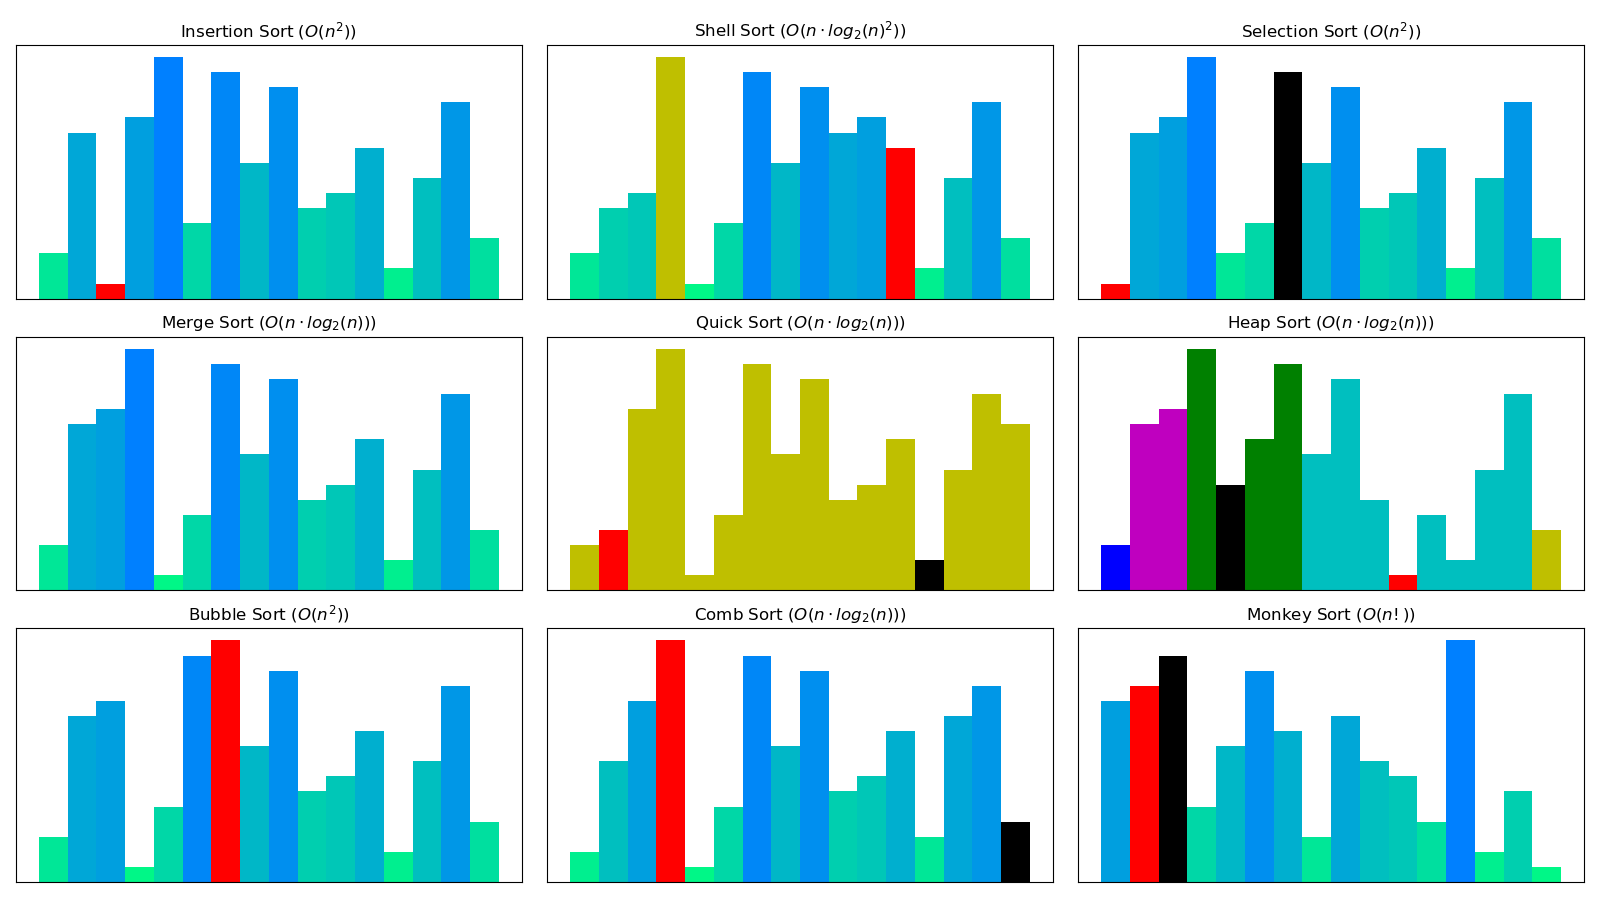 Insertion Sort (O(n²))
Shell Sort (O(n · log₂(n)²))
Selection Sort (O(n²))
Merge Sort (O(n · log₂(n)))
Quick Sort (O(n · log₂(n)))
Heap Sort (O(n · log₂(n)))
Bubble Sort (O(n²))
Comb Sort (O(n · log₂(n)))
Monkey Sort (O(n!))